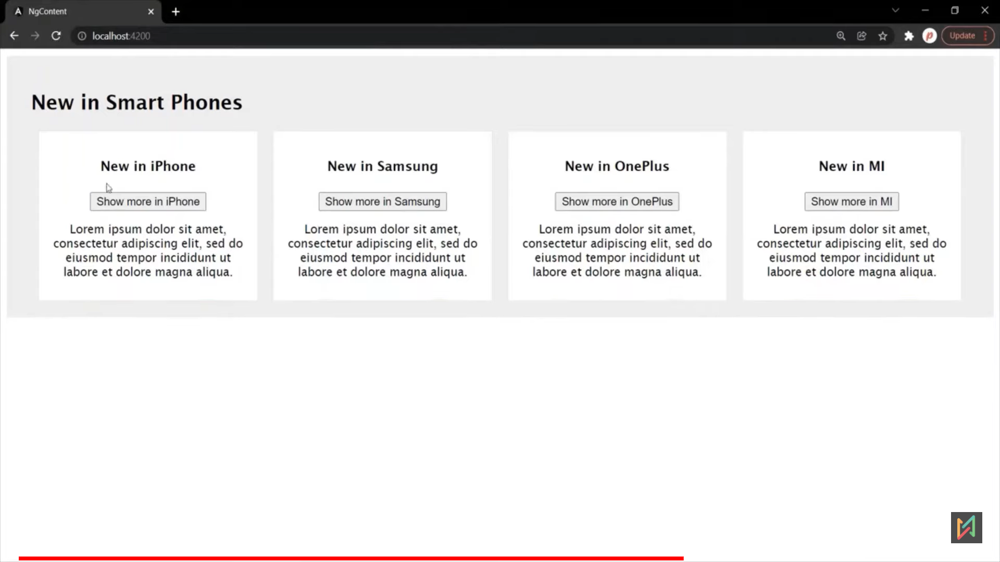 NgContent
localhost:4200
Update
New in Smart Phones
New in iPhone
Show more in iPhone
Lorem ipsum dolor sit amet,
consectetur adipiscing elit, sed do
eiusmod tempor incididunt ut
labore et dolore magna aliqua.
New in Samsung
Show more in Samsung
Lorem ipsum dolor sit amet,
consectetur adipiscing elit, sed do
eiusmod tempor incididunt ut
labore et dolore magna aliqua.
New in OnePlus
Show more in OnePlus
Lorem ipsum dolor sit amet,
consectetur adipiscing elit, sed do
eiusmod tempor incididunt ut
labore et dolore magna aliqua.
New in MI
Show more in MI
Lorem ipsum dolor sit amet,
consectetur adipiscing elit, sed do
eiusmod tempor incididunt ut
labore et dolore magna aliqua.